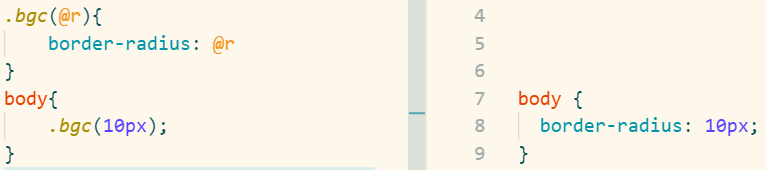 .bgc(@r){
    border-radius: @r
}
body{
    .bgc(10px);
}
4
5
6
7 body {
8   border-radius: 10px;
9 }